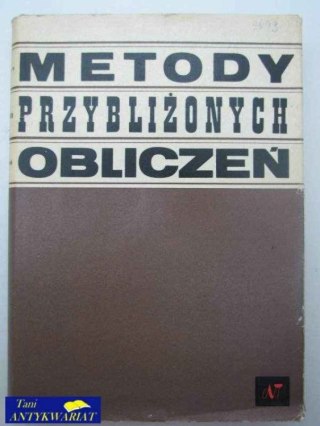 METODY
PRZYBLIŻONYCH
OBLICZEŃ
Tani
ANTYKWARIAT